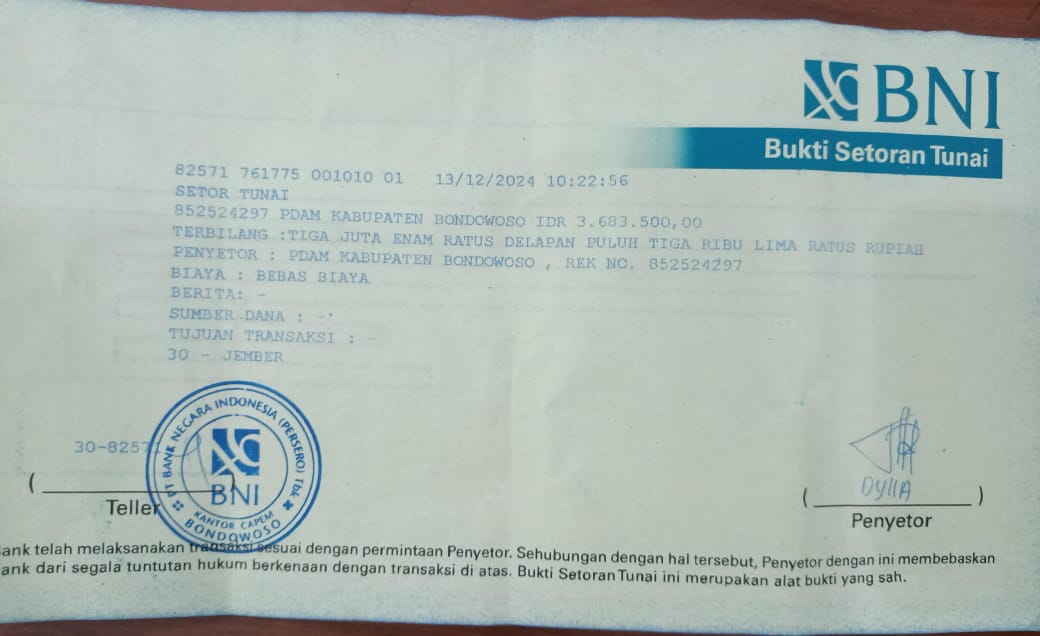 BNI
Bukti Setoran Tunai
82571 761775 001010 01 13/12/2024 10:22:56
SETOR TUNAI
852524297 PDAM KABUPATEN BONDOWOSO IDR 3.683.500,00
TERBILANG :TIGA JUTA ENAM RATUS DELAPAN PULUH TIGA RIBU LIMA RATUS RUPIAH
PENYETOR : PDAM KABUPATEN BONDOWOSO , REK NO. 852524297
BIAYA : BEBAS BIAYA
BERITA: -
SUMBER DANA : -
TUJUAN TRANSAKSI : -
30 - JEMBER
30-82571
PT BANK NEGARA INDONESIA (PERSERO) Tbk
BNI
KANTOR CAPEM
BONDOWOSO
( )
Teller
DYllA
( )
Penyetor
ank telah melaksanakan transaksi sesuai dengan permintaan Penyetor. Sehubungan dengan hal tersebut, Penyetor dengan ini membebaskan
ank dari segala tuntutan hukum berkenaan dengan transaksi di atas. Bukti Setoran Tunai ini merupakan alat bukti yang sah.